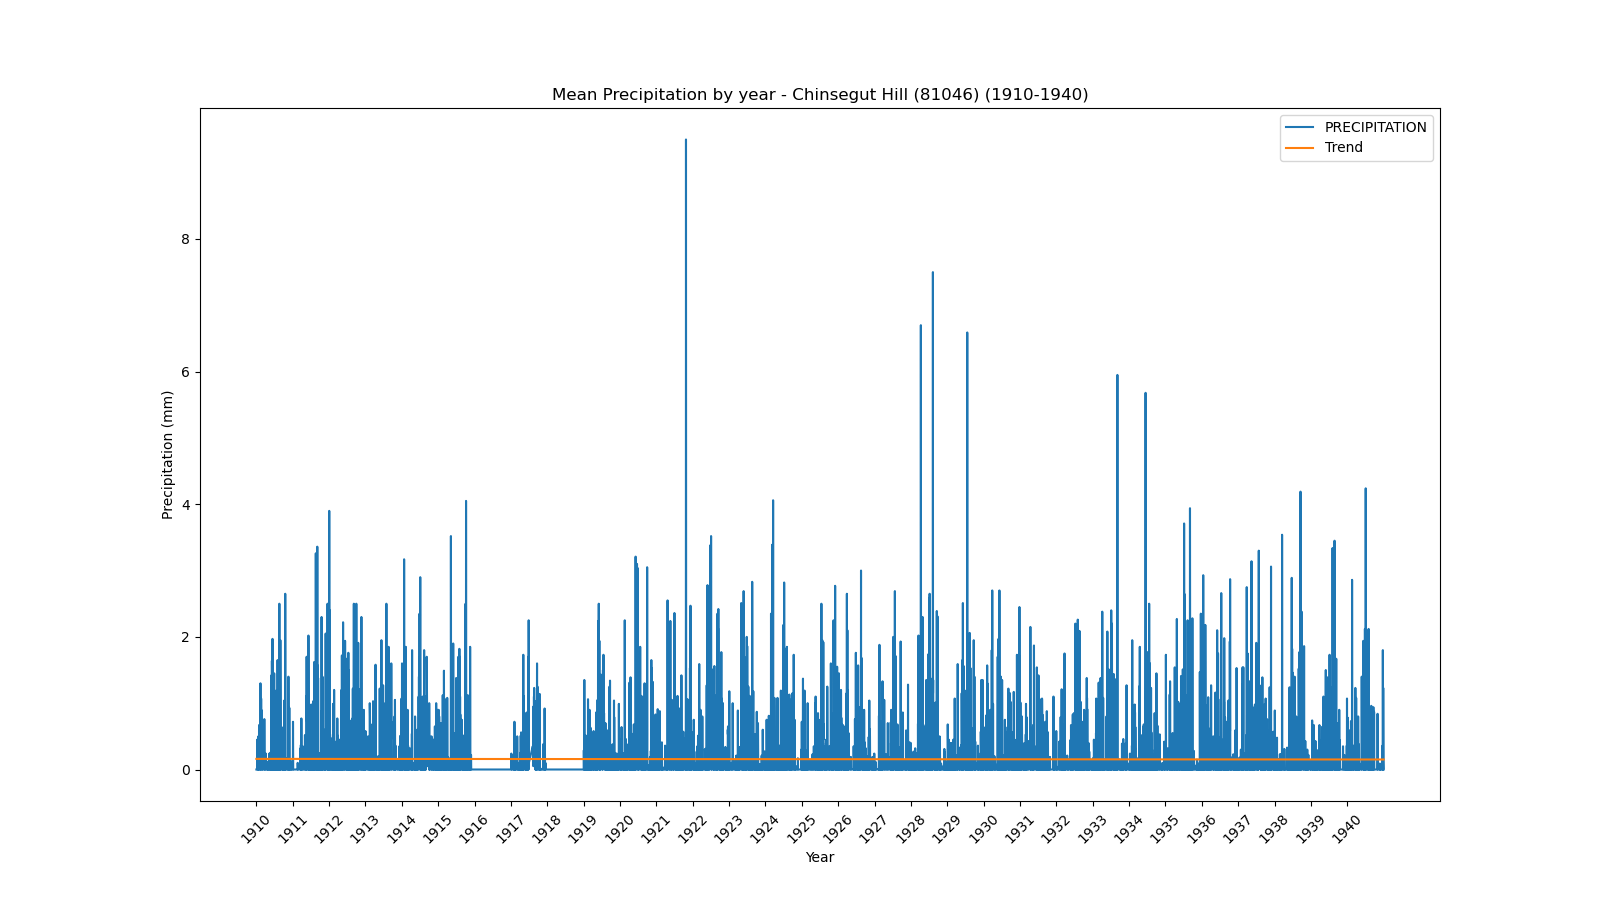 Mean Precipitation by year - Chinsegut Hill (81046) (1910-1940)
PRECIPITATION
Trend
8
6
4
2
0
Precipitation (mm)
1910 1911 1912 1913 1914 1915 1916 1917 1918 1919 1920 1921 1922 1923 1924 1925 1926 1927 1928 1929 1930 1931 1932 1933 1934 1935 1936 1937 1938 1939 1940
Year